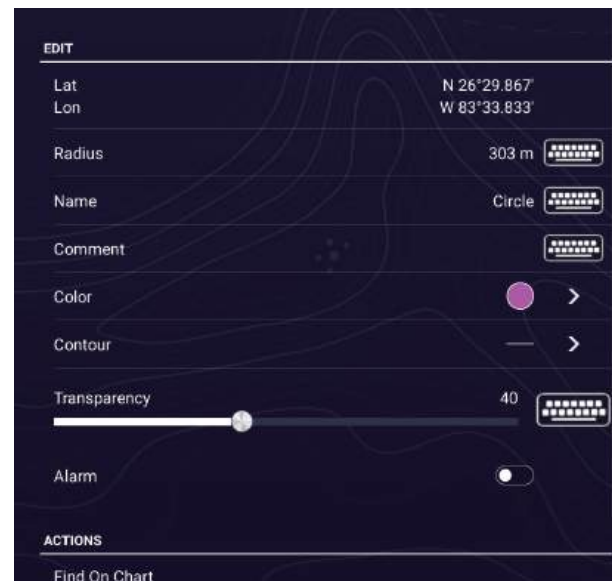 EDIT
Lat N 26°29.867'
Lon W 83°33.833'
Radius 303 m
Name Circle
Comment
Color
Contour
Transparency 40
Alarm
ACTIONS
Find On Chart